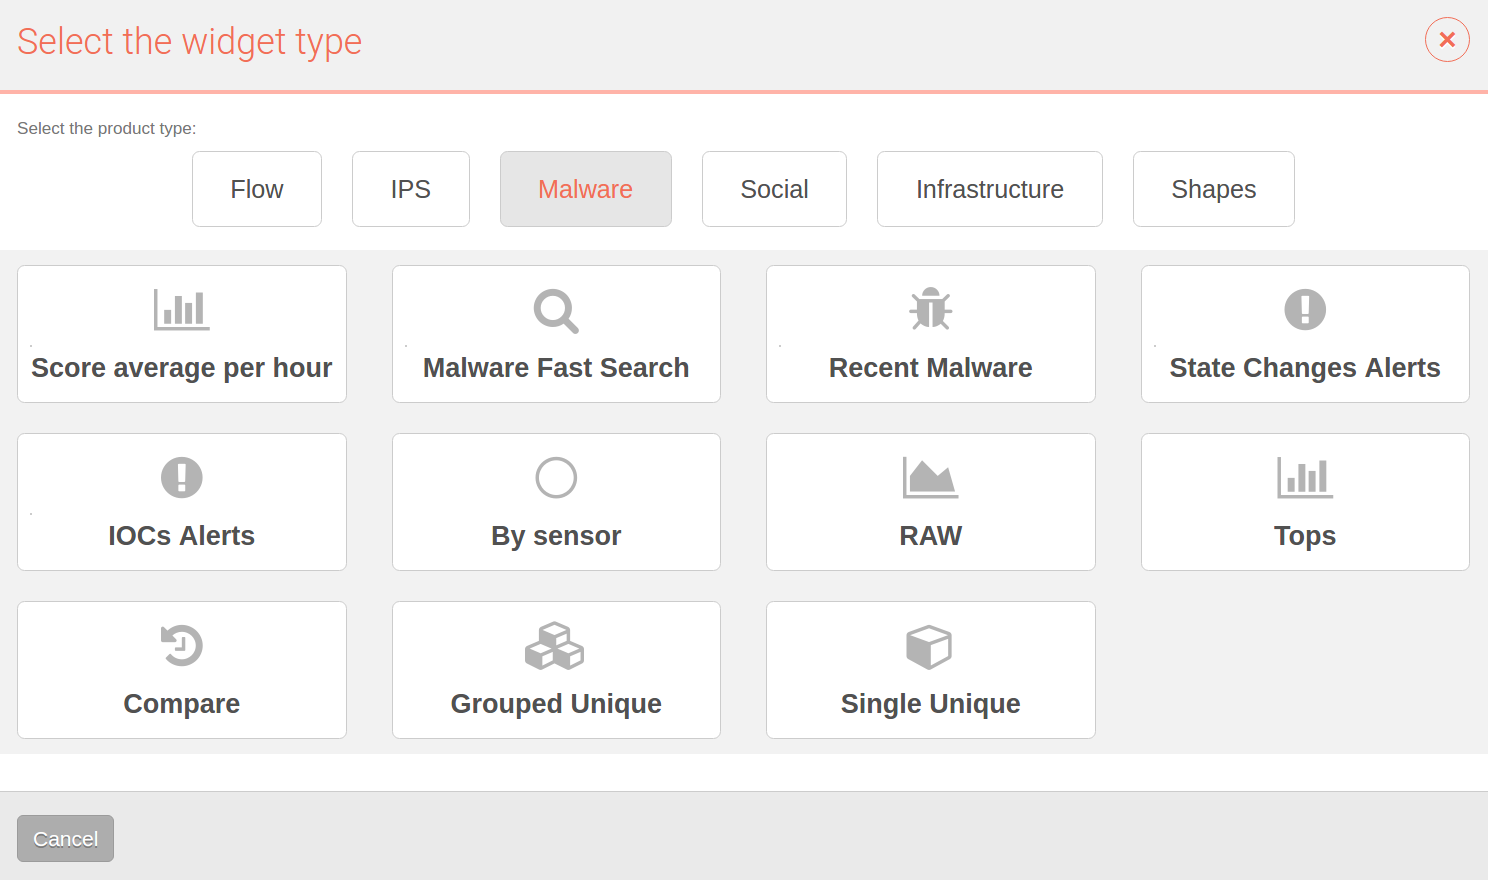 Select the widget type
Select the product type:
Flow
IPS
Malware
Social
Infrastructure
Shapes
Score average per hour
Malware Fast Search
Recent Malware
State Changes Alerts
IOCs Alerts
By sensor
RAW
Tops
Compare
Grouped Unique
Single Unique
Cancel